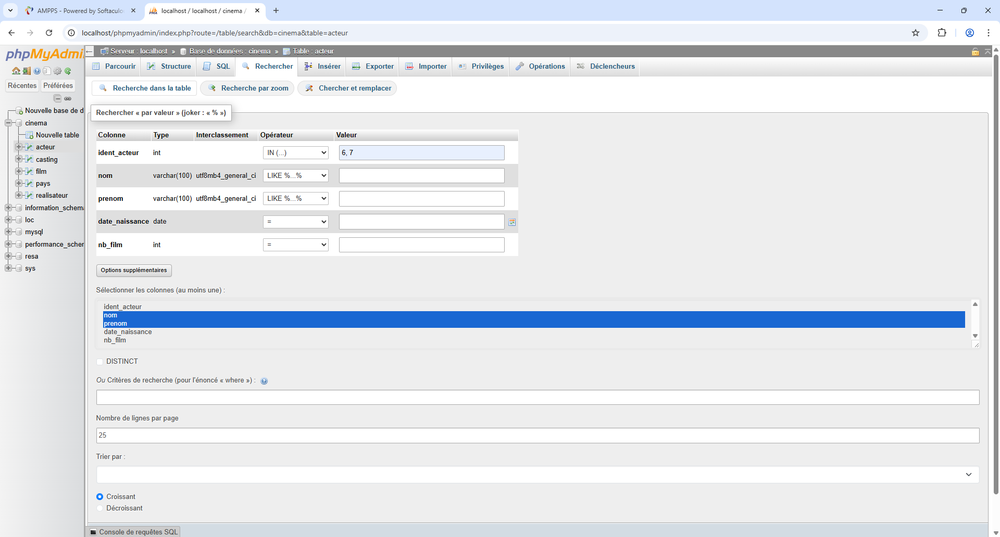 AMPPS - Powered by Softaculo
localhost / localhost / cinema /
localhost/phpmyadmin/index.php?route=/table/search&db=cinema&table=acteur
phpMyAdmi
Récentes Préférées
Nouvelle base de d
cinema
Nouvelle table
acteur
casting
film
pays
realisateur
information_schema
loc
mysql
performance_scher
resa
sys
Serveur : localhost » Base de données : cinema » Table : acteur
Parcourir Structure SQL Rechercher Insérer Exporter Importer Privilèges Opérations Déclencheurs
Recherche dans la table Recherche par zoom Chercher et remplacer
Rechercher « par valeur » (joker : « % »)
Colonne Type Interclassement Opérateur Valeur
ident_acteur int IN (...) 6, 7
nom varchar(100) utf8mb4_general_ci LIKE %...%
prenom varchar(100) utf8mb4_general_ci LIKE %...%
date_naissance date =
nb_film int =
Options supplémentaires
Sélectionner les colonnes (au moins une) :
ident_acteur
nom
prenom
date_naissance
nb_film
DISTINCT
Ou Critères de recherche (pour l'énoncé « where ») :
Nombre de lignes par page
25
Trier par :
Croissant
Décroissant
Console de requêtes SQL